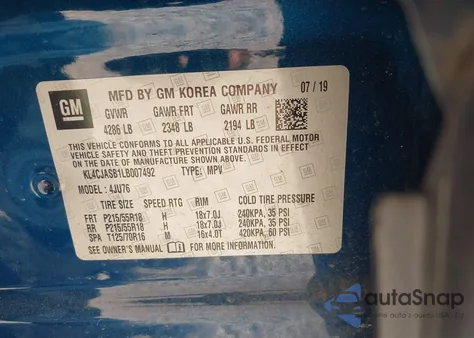 GM
MFD BY GM KOREA COMPANY 07 / 19
GVWR GAWR FRT GAWR RR
4286 LB 2348 LB 2194 LB
THIS VEHICLE CONFORMS TO ALL APPLICABLE U.S. FEDERAL MOTOR
VEHICLE SAFETY STANDARDS IN EFFECT ON THE DATE OF
MANUFACTURE SHOWN ABOVE.
KL4CJASB1LB007492 TYPE: MPV
MODEL: 4JU76
TIRE SIZE SPEED RTG RIM COLD TIRE PRESSURE
FRT P215/55R18 H 18x7.0J 240KPA, 35 PSI
RR P215/55R18 H 18x7.0J 240KPA, 35 PSI
SPA T125/70R16 M 16x4.0T 420KPA, 60 PSI
SEE OWNER'S MANUAL FOR MORE INFORMATION.
autaSnap